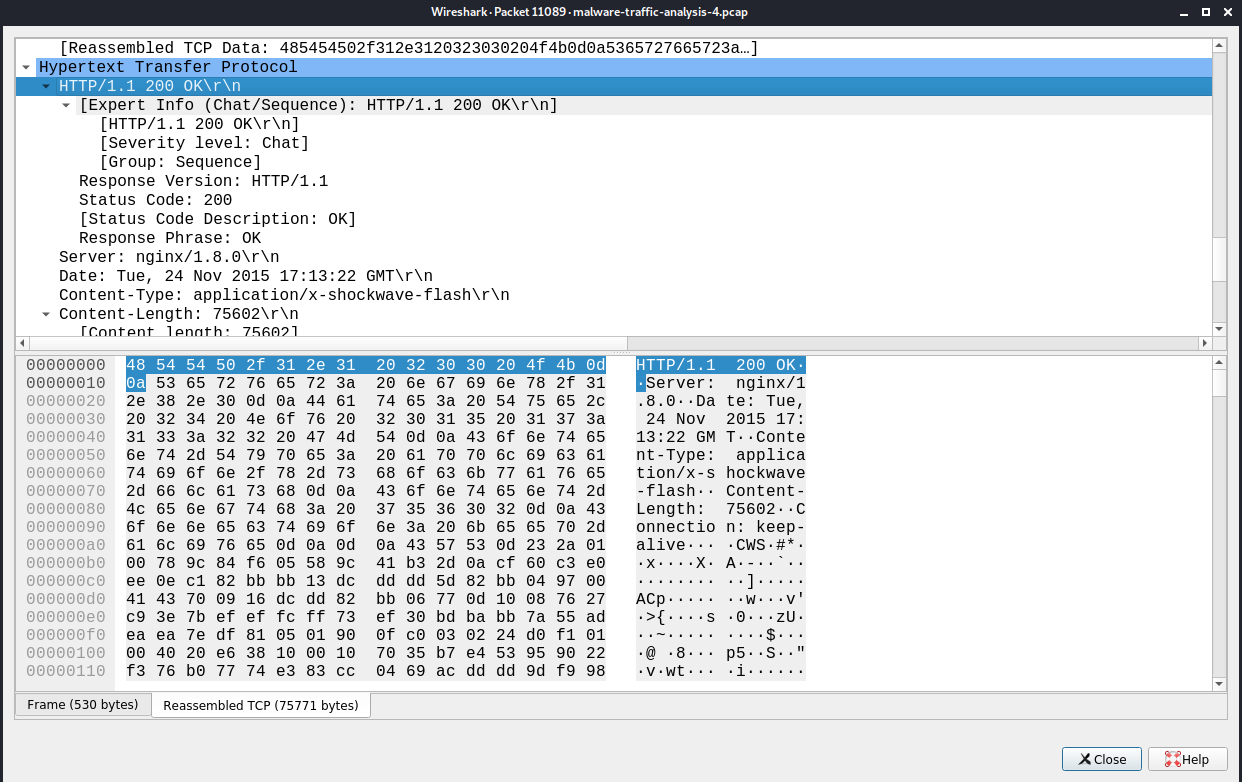 Wireshark · Packet 11089 · malware-traffic-analysis-4.pcap
[Reassembled TCP Data: 485454502f312e3120323030204f4b0d0a5365727665723a…]
Hypertext Transfer Protocol
HTTP/1.1 200 OK\r\n
[Expert Info (Chat/Sequence): HTTP/1.1 200 OK\r\n]
[HTTP/1.1 200 OK\r\n]
[Severity level: Chat]
[Group: Sequence]
Response Version: HTTP/1.1
Status Code: 200
[Status Code Description: OK]
Response Phrase: OK
Server: nginx/1.8.0\r\n
Date: Tue, 24 Nov 2015 17:13:22 GMT\r\n
Content-Type: application/x-shockwave-flash\r\n
Content-Length: 75602\r\n
[Content length: 75602]
00000000 48 54 54 50 2f 31 2e 31 20 32 30 30 20 4f 4b 0d HTTP/1.1 200 OK·
00000010 0a 53 65 72 76 65 72 3a 20 6e 67 69 6e 78 2f 31 ·Server: nginx/1
00000020 2e 38 2e 30 0d 0a 44 61 74 65 3a 20 54 75 65 2c .8.0··Da te: Tue,
00000030 20 32 34 20 4e 6f 76 20 32 30 31 35 20 31 37 3a 24 Nov 2015 17:
00000040 31 33 3a 32 32 20 47 4d 54 0d 0a 43 6f 6e 74 65 13:22 GM T··Conte
00000050 6e 74 2d 54 79 70 65 3a 20 61 70 70 6c 69 63 61 nt-Type: applica
00000060 74 69 6f 6e 2f 78 2d 73 68 6f 63 6b 77 61 76 65 tion/x-s hockwave
00000070 2d 66 6c 61 73 68 0d 0a 43 6f 6e 74 65 6e 74 2d -flash·· Content-
00000080 4c 65 6e 67 74 68 3a 20 37 35 36 30 32 0d 0a 43 Length: 75602··C
00000090 6f 6e 6e 65 63 74 69 6f 6e 3a 20 6b 65 65 70 2d onnectio n: keep-
000000a0 61 6c 69 76 65 0d 0a 0d 0a 43 57 53 0d 23 2a 01 alive··· ·CWS·#*·
000000b0 00 78 9c 84 f6 05 58 9c 41 b3 2d 0a cf 60 c3 e0 ·x····X· A·-··`··
000000c0 ee 0e c1 82 bb bb 13 dc dd dd 5d 82 bb 04 97 00 ········ ··]·····
000000d0 41 43 70 09 16 dc dd 82 bb 06 77 0d 10 08 76 27 ACp····· ··w···v'
000000e0 c9 3e 7b ef ef fc ff 73 ef 30 bd ba bb 7a 55 ad ·>{····s ·0···zU·
000000f0 ea ea 7e df 81 05 01 90 0f c0 03 02 24 d0 f1 01 ··~····· ····$···
00000100 00 40 20 e6 38 10 00 10 70 35 b7 e4 53 95 90 22 ·@ ·8··· p5··S··"
00000110 f3 76 b0 77 74 e3 83 cc 04 69 ac dd dd 9d f9 98 ·v·wt··· ·i······
Frame (530 bytes) Reassembled TCP (75771 bytes)
Close Help